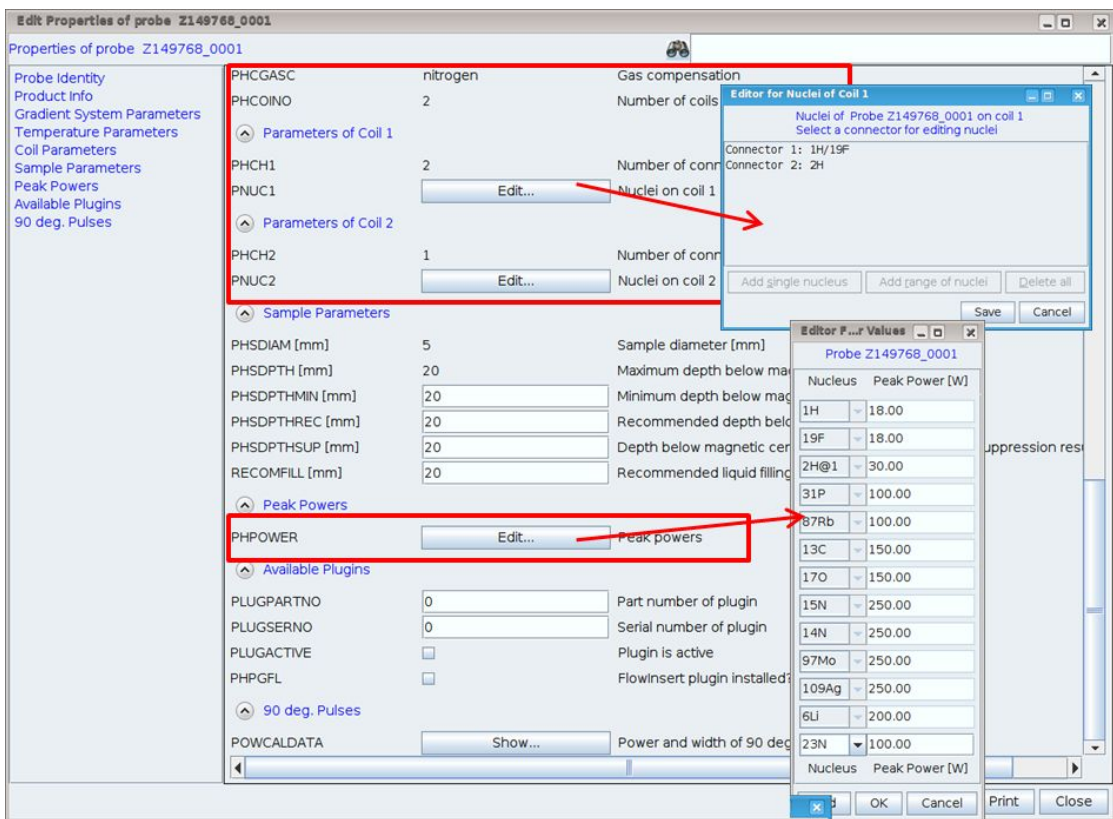 Edit Properties of probe Z149768_0001
Properties of probe Z149768_0001
Probe Identity
Product Info
Gradient System Parameters
Temperature Parameters
Coil Parameters
Sample Parameters
Peak Powers
Available Plugins
90 deg. Pulses
PHCGASC nitrogen Gas compensation
PHCOINO 2 Number of coils
Parameters of Coil 1
PHCH1 2 Number of conn
PNUC1 Edit... Nuclei on coil 1
Parameters of Coil 2
PHCH2 1 Number of conn
PNUC2 Edit... Nuclei on coil 2
Sample Parameters
PHSDIAM [mm] 5 Sample diameter [mm]
PHSDPTH [mm] 20 Maximum depth below ma
PHSDPTHMIN [mm] 20 Minimum depth below mag
PHSDPTHREC [mm] 20 Recommended depth belo
PHSDPTHSUP [mm] 20 Depth below magnetic cer uppression resu
RECOMFILL [mm] 20 Recommended liquid filling
Peak Powers
PHPOWER Edit... Peak powers
Available Plugins
PLUGPARTNO 0 Part number of plugin
PLUGSERNO 0 Serial number of plugin
PLUGACTIVE Plugin is active
PHPGFL FlowInsert plugin installed?
90 deg. Pulses
POWCALDATA Show... Power and width of 90 deg
Editor for Nuclei of Coil 1
Nuclei of Probe Z149768_0001 on coil 1
Select a connector for editing nuclei
Connector 1: 1H/19F
Connector 2: 2H
Add single nucleus Add range of nuclei Delete all
Save Cancel
Editor F...r Values
Probe Z149768_0001
Nucleus Peak Power [W]
1H 18.00
19F 18.00
2H@1 30.00
31P 100.00
87Rb 100.00
13C 150.00
17O 150.00
15N 250.00
14N 250.00
97Mo 250.00
109Ag 250.00
6Li 200.00
23N 100.00
Nucleus Peak Power [W]
d OK Cancel
Print Close